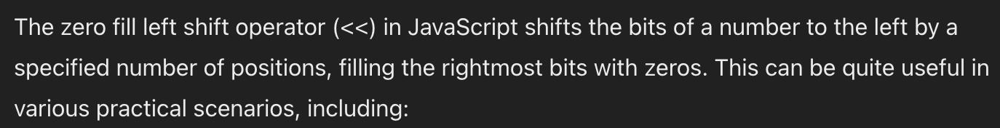 The zero fill left shift operator (<<) in JavaScript shifts the bits of a number to the left by a
specified number of positions, filling the rightmost bits with zeros. This can be quite useful in
various practical scenarios, including: